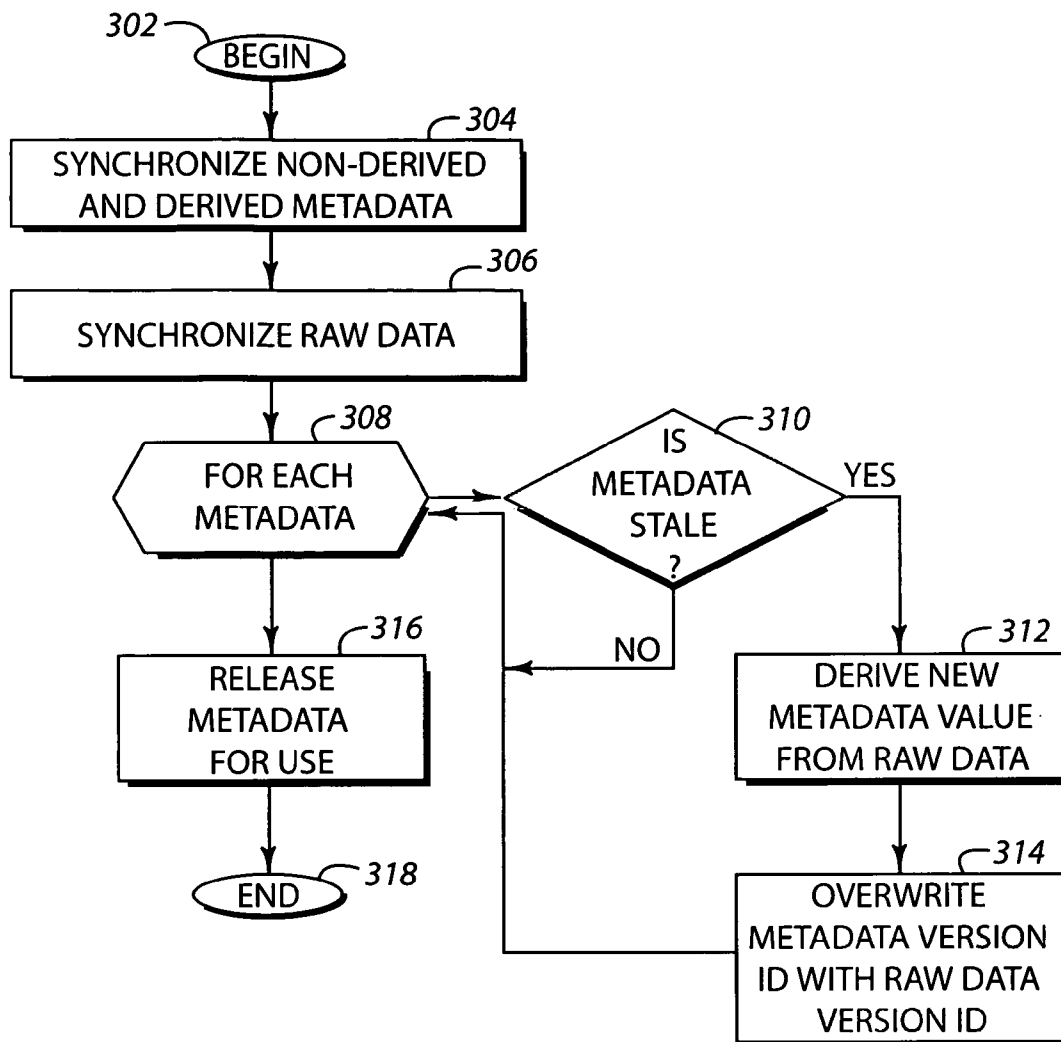 302
BEGIN
304
SYNCHRONIZE NON-DERIVED
AND DERIVED METADATA
306
SYNCHRONIZE RAW DATA
308
FOR EACH
METADATA
310
IS
METADATA
STALE
?
YES
NO
312
DERIVE NEW
METADATA VALUE
FROM RAW DATA
314
OVERWRITE
METADATA VERSION
ID WITH RAW DATA
VERSION ID
316
RELEASE
METADATA
FOR USE
END
318